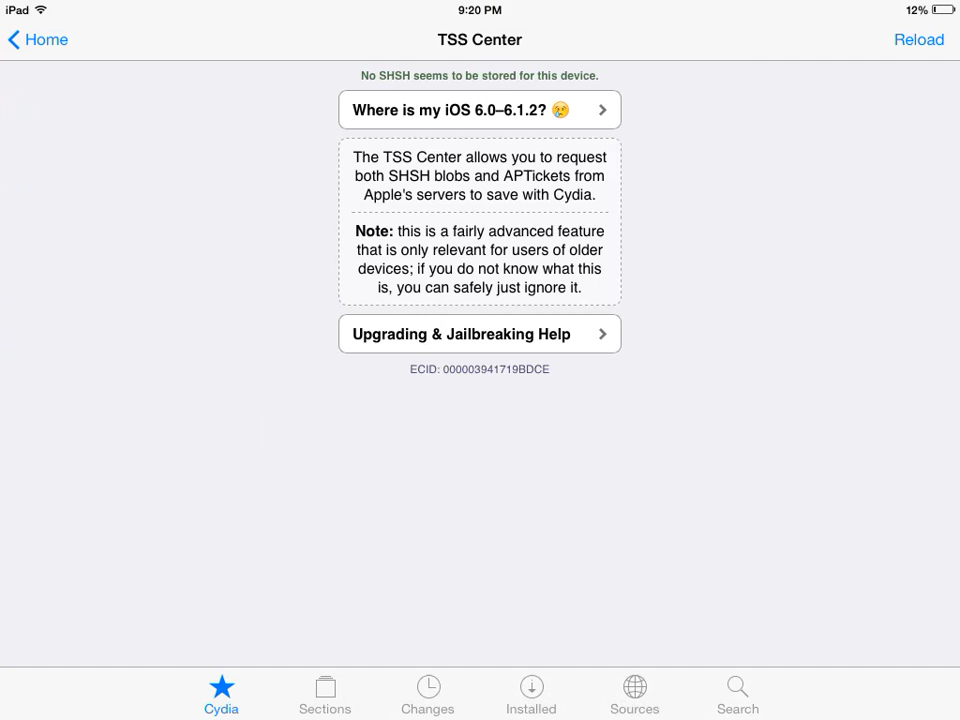 iPad 9:20 PM 12%
Home TSS Center Reload
No SHSH seems to be stored for this device.
Where is my iOS 6.0–6.1.2? 😢
The TSS Center allows you to request
both SHSH blobs and APTickets from
Apple's servers to save with Cydia.
Note: this is a fairly advanced feature
that is only relevant for users of older
devices; if you do not know what this
is, you can safely just ignore it.
Upgrading & Jailbreaking Help
ECID: 000003941719BDCE
Cydia Sections Changes Installed Sources Search